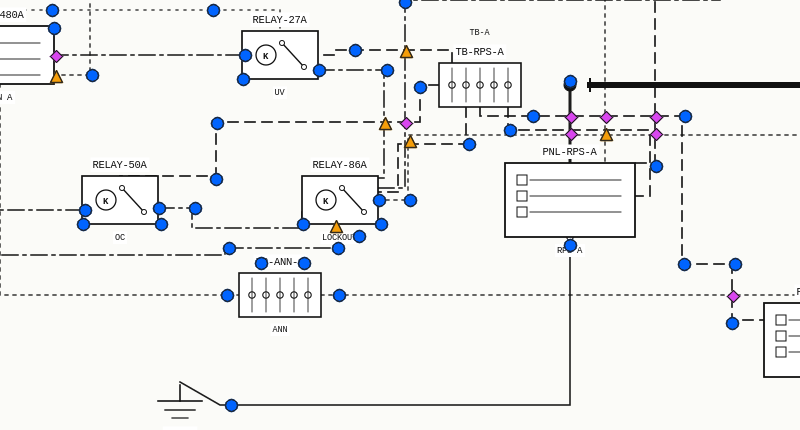 480A
RELAY-27A
K
UV
TB-A
TB-RPS-A
N A
RELAY-50A
K
OC
RELAY-86A
K
LOCKOUT
PNL-RPS-A
-ANN-
ANN